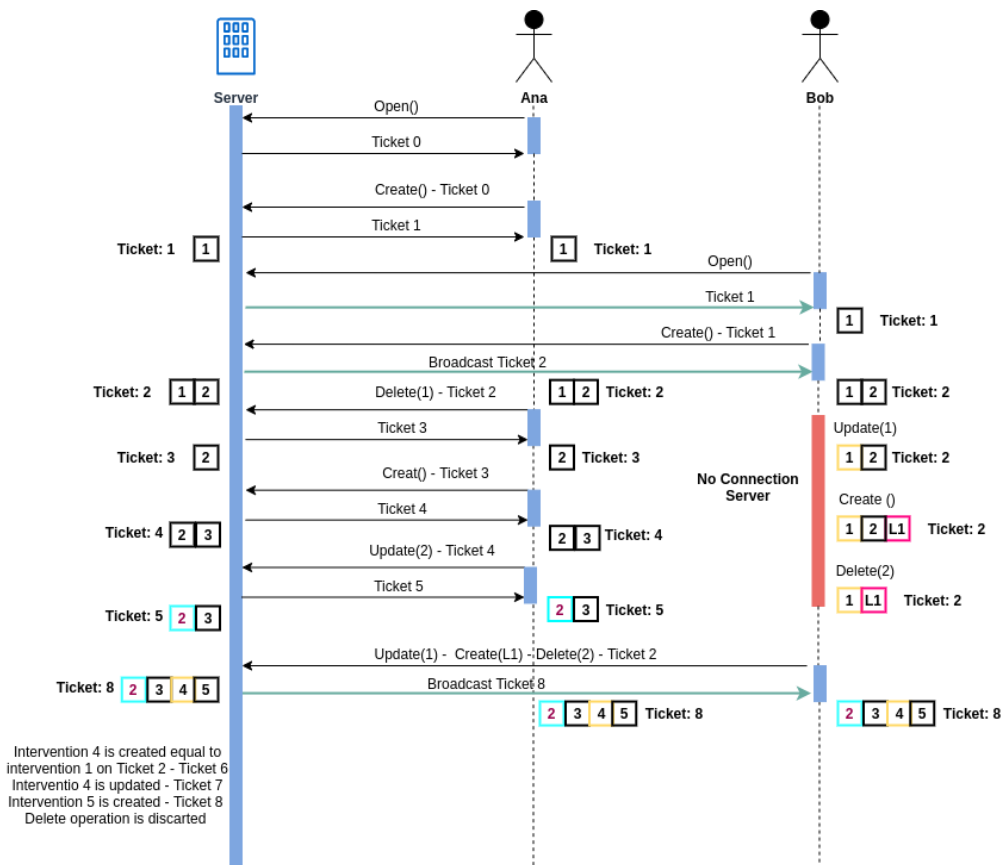 Server
Ana
Bob
Open()
Ticket 0
Create() - Ticket 0
Ticket 1
Ticket: 1 1
1 Ticket: 1
Open()
Ticket 1
1 Ticket: 1
Create() - Ticket 1
Broadcast Ticket 2
Ticket: 2 1 2
1 2 Ticket: 2
1 2 Ticket: 2
Delete(1) - Ticket 2
Ticket 3
Ticket: 3 2
2 Ticket: 3
Update(1)
1 2 Ticket: 2
No Connection
Server
Creat() - Ticket 3
Ticket 4
Ticket: 4 2 3
2 3 Ticket: 4
Create ()
1 2 L1 Ticket: 2
Update(2) - Ticket 4
Ticket 5
Ticket: 5 2 3
2 3 Ticket: 5
Delete(2)
1 L1 Ticket: 2
Update(1) - Create(L1) - Delete(2) - Ticket 2
Broadcast Ticket 8
Ticket: 8 2 3 4 5
2 3 4 5 Ticket: 8
2 3 4 5 Ticket: 8
Intervention 4 is created equal to
intervention 1 on Ticket 2 - Ticket 6
Interventio 4 is updated - Ticket 7
Intervention 5 is created - Ticket 8
Delete operation is discarted